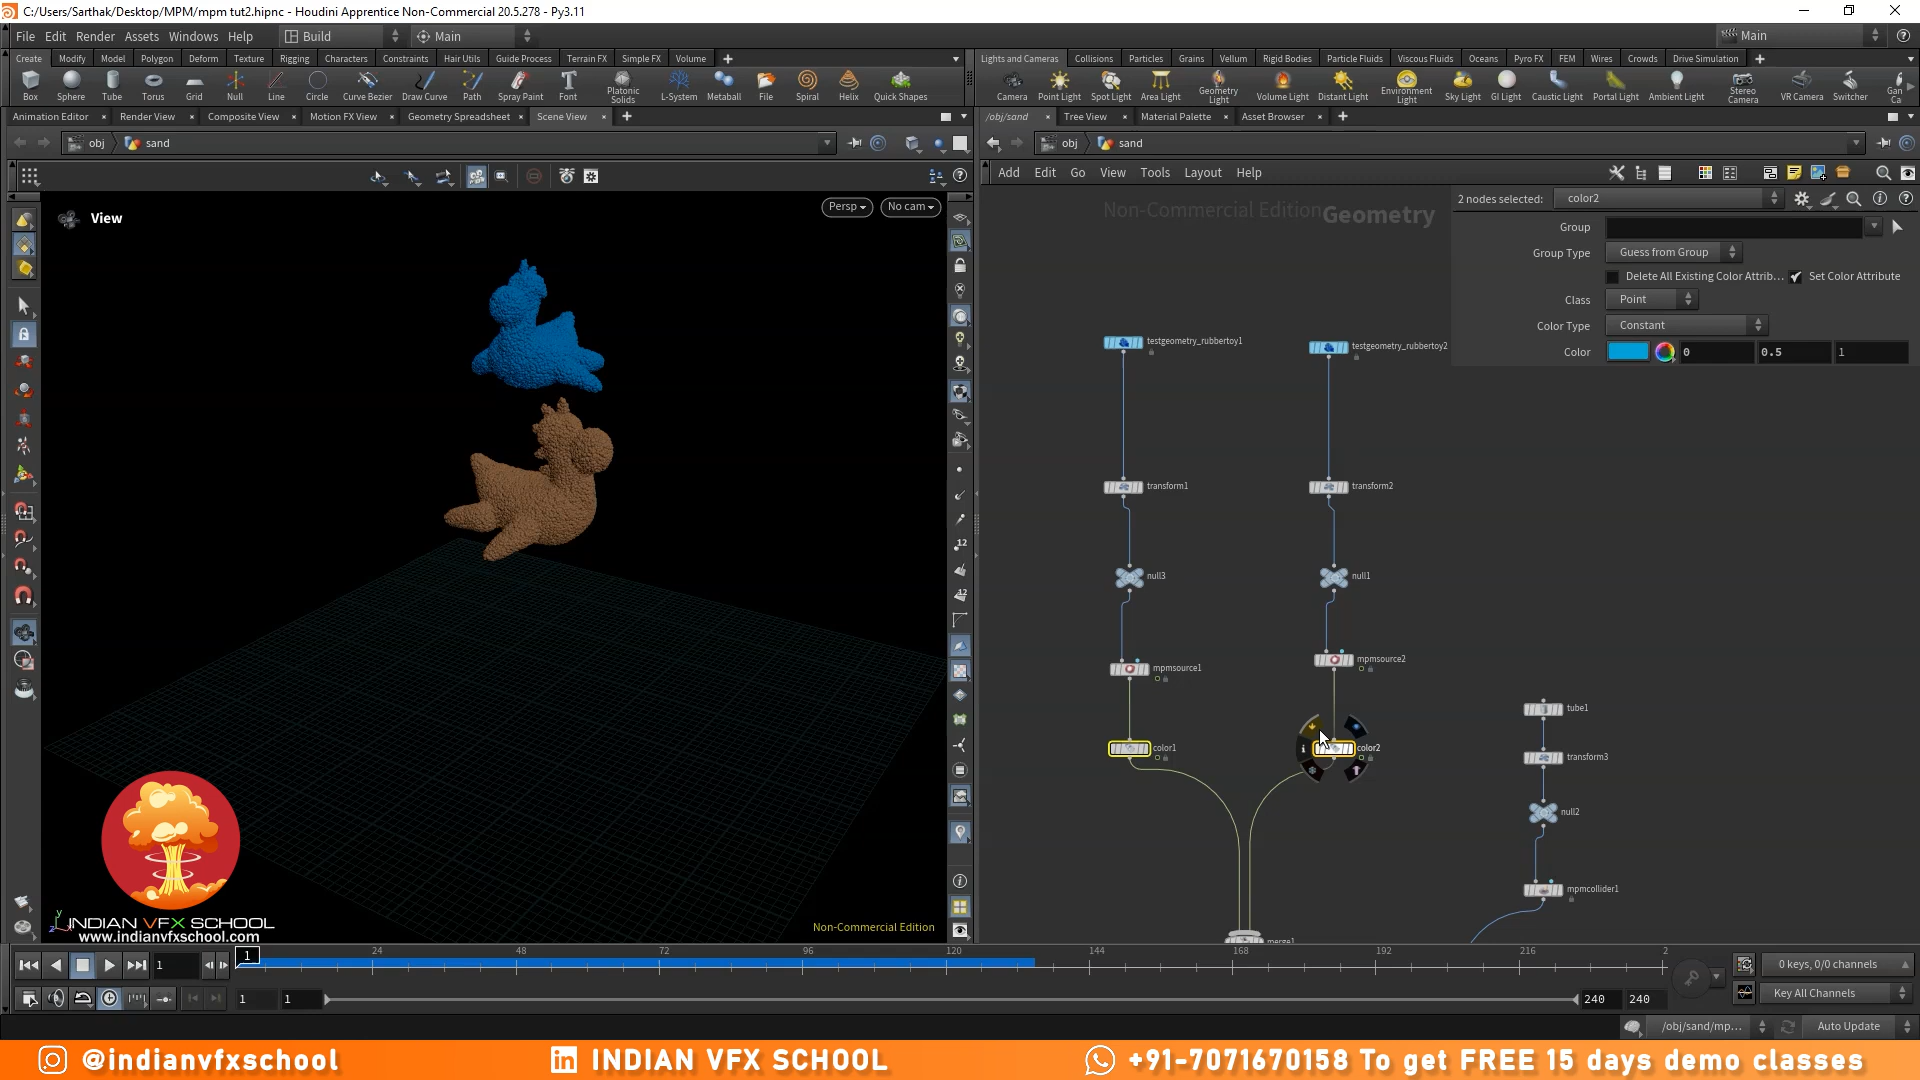 C:/Users/Sarthak/Desktop/MPM/mpm tut2.hipnc - Houdini Apprentice Non-Commercial 20.5.278 - Py3.11
File Edit Render Assets Windows Help Build Main Main
Create Modify Model Polygon Deform Texture Rigging Characters Constraints Hair Utils Guide Process Terrain FX Simple FX Volume
Lights and Cameras Collisions Particles Grains Vellum Rigid Bodies Particle Fluids Viscous Fluids Oceans Pyro FX FEM Wires Crowds Drive Simulation
Box Sphere Tube Torus Grid Null Line Circle Curve Bezier Draw Curve Path Spray Paint Font Platonic Solids L-System Metaball File Spiral Helix Quick Shapes
Camera Point Light Spot Light Area Light Geometry Light Volume Light Distant Light Environment Light Sky Light GI Light Caustic Light Portal Light Ambient Light Stereo Camera VR Camera Switcher Gan Ca
Animation Editor Render View Composite View Motion FX View Geometry Spreadsheet Scene View
/obj/sand Tree View Material Palette Asset Browser
obj sand
obj sand
Add Edit Go View Tools Layout Help
View
Persp No cam
Non-Commercial Edition Geometry
2 nodes selected: color2
Group
Group Type Guess from Group
Delete All Existing Color Attrib... Set Color Attribute
Class Point
Color Type Constant
Color 0 0.5 1
testgeometry_rubbertoy1
testgeometry_rubbertoy2
transform1
transform2
null3
null1
mpmsource1
mpmsource2
color1
color2
tube1
transform3
null2
mpmcollider1
merge1
INDIAN VFX SCHOOL
www.indianvfxschool.com
Non-Commercial Edition
1 1 24 48 72 96 120 144 168 192 216 2
0 keys, 0/0 channels
1 1 240 240
Key All Channels
/obj/sand/mp... Auto Update
@indianvfxschool INDIAN VFX SCHOOL +91-7071670158 To get FREE 15 days demo classes